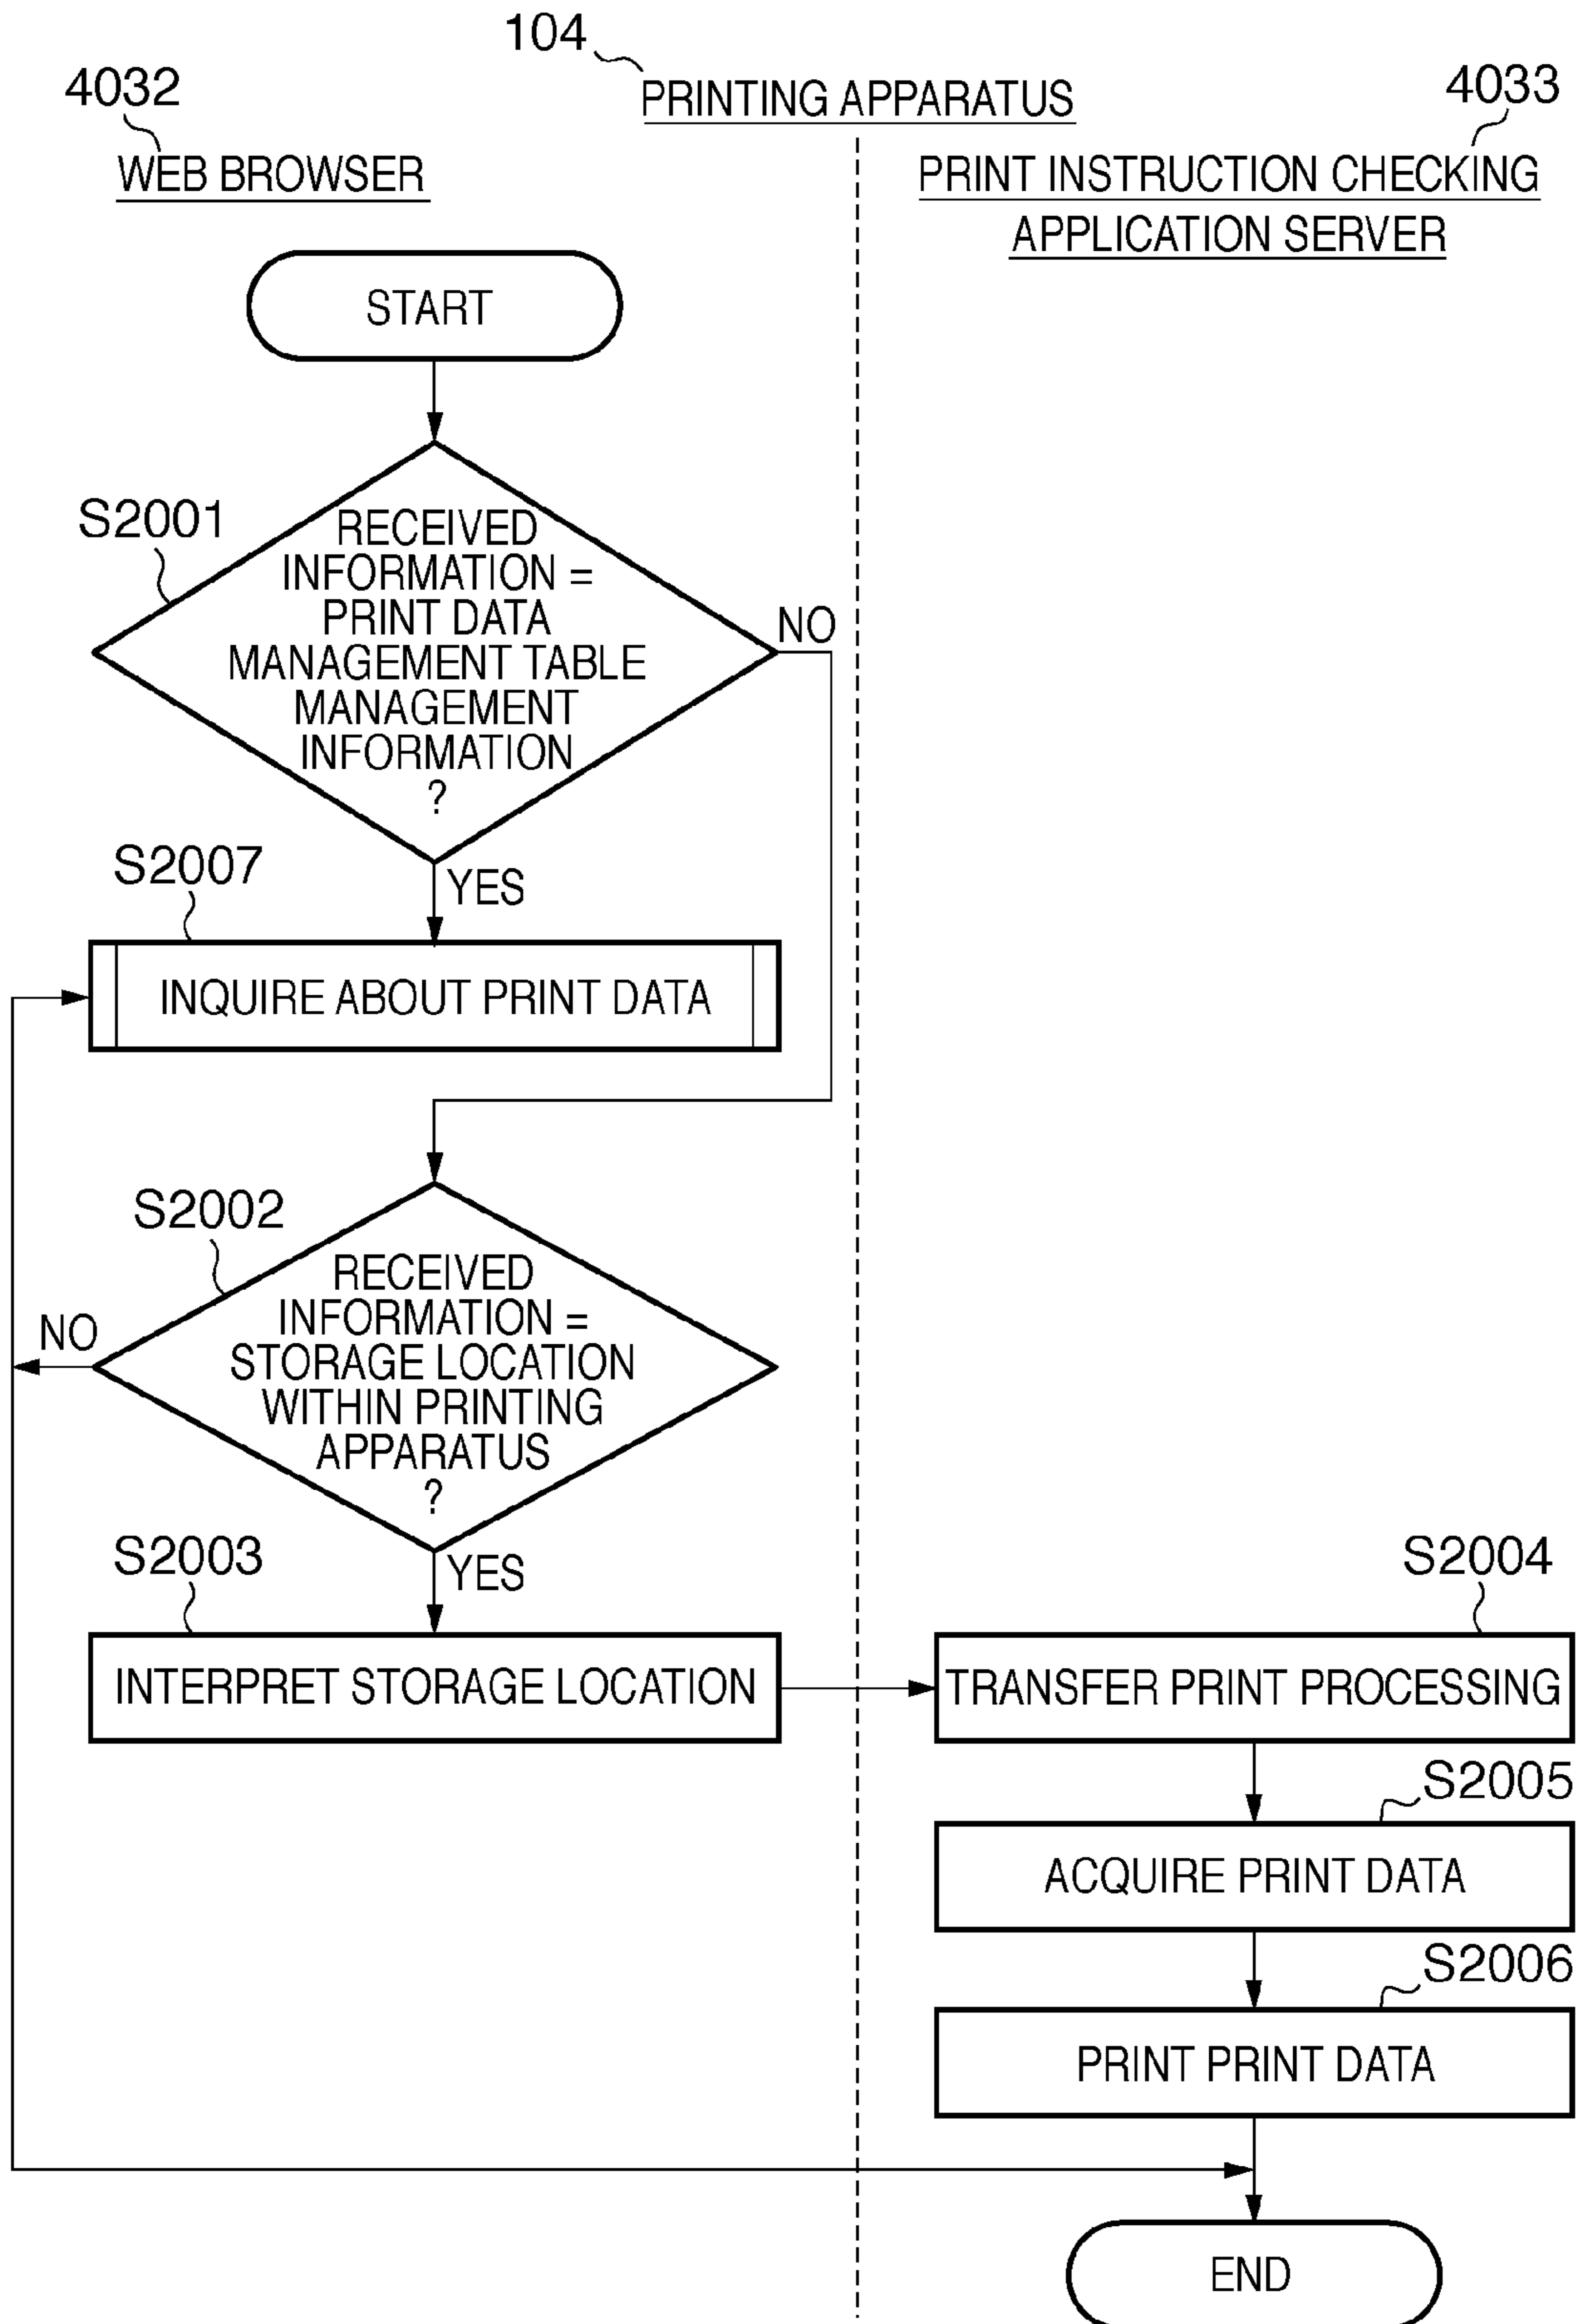 104
PRINTING APPARATUS
4032
WEB BROWSER
4033
PRINT INSTRUCTION CHECKING
APPLICATION SERVER
START
S2001
RECEIVED
INFORMATION =
PRINT DATA
MANAGEMENT TABLE
MANAGEMENT
INFORMATION
?
NO
YES
S2007
INQUIRE ABOUT PRINT DATA
S2002
RECEIVED
INFORMATION =
STORAGE LOCATION
WITHIN PRINTING
APPARATUS
?
NO
YES
S2003
INTERPRET STORAGE LOCATION
S2004
TRANSFER PRINT PROCESSING
S2005
ACQUIRE PRINT DATA
S2006
PRINT PRINT DATA
END